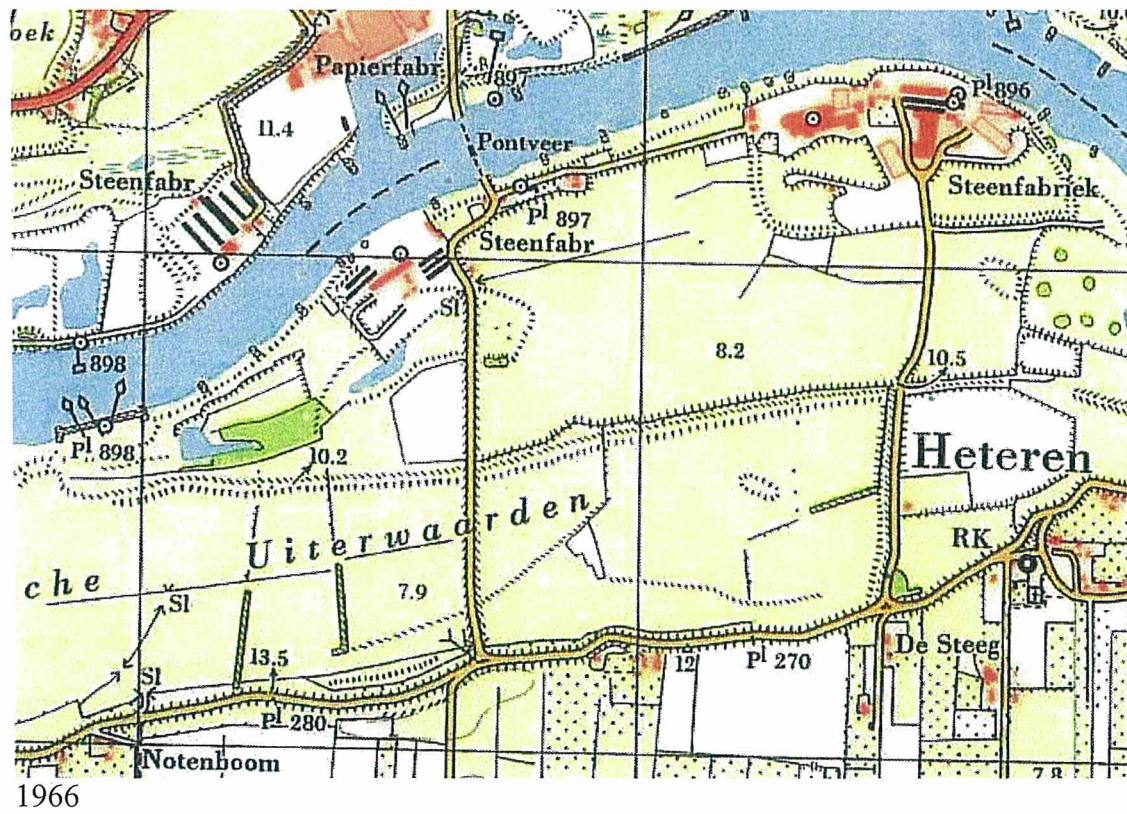 oek
Papierfabr
897
Pl 896
11.4
Pontveer
Steenfabr
Steenfabriek
Pl 897
Steenfabr
Sl
8.2
898
10.5
Pl 898
10.2
Heteren
che Uiterwaarden
RK
7.9
Sl
13.5
12
Pl 270
De Steeg
Sl
Pl 280
Notenboom
7.8
1966